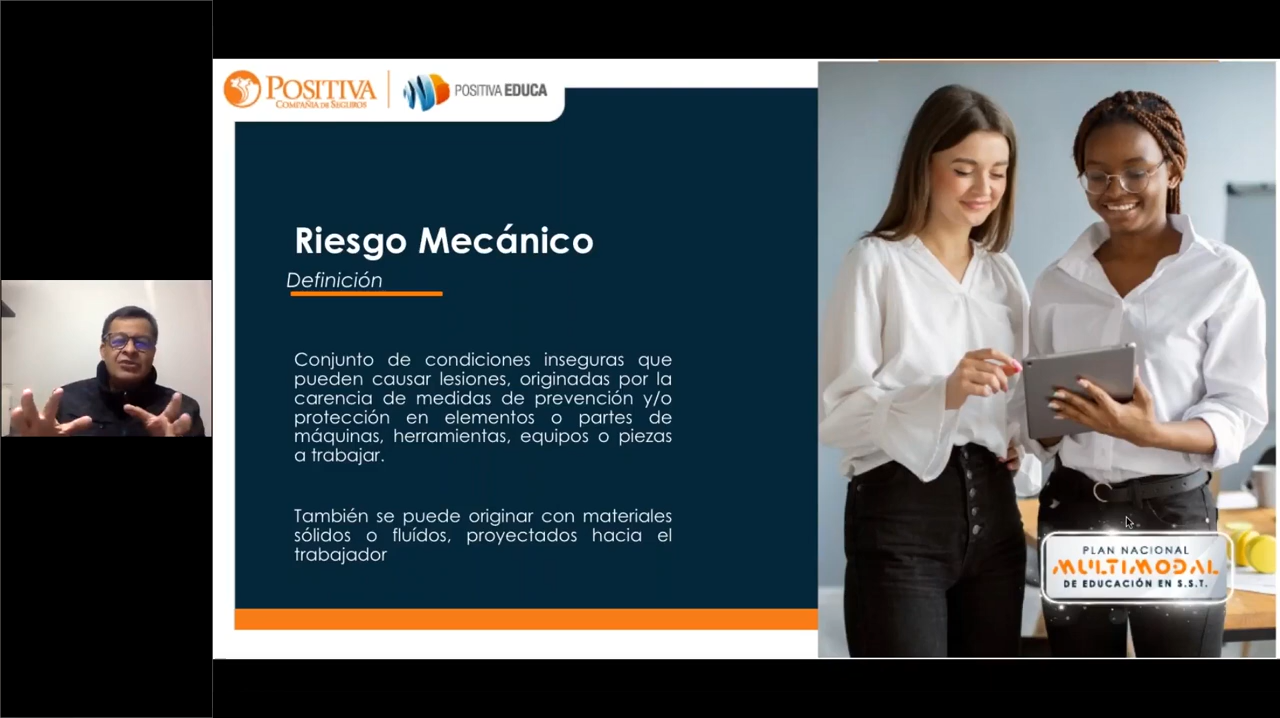 POSITIVA
COMPAÑÍA DE SEGUROS
POSITIVA EDUCA
Riesgo Mecánico
Definición
Conjunto de condiciones inseguras que
pueden causar lesiones, originadas por la
carencia de medidas de prevención y/o
protección en elementos o partes de
máquinas, herramientas, equipos o piezas
a trabajar.
También se puede originar con materiales
sólidos o fluídos, proyectados hacia el
trabajador
PLAN NACIONAL
MULTIMODAL
DE EDUCACIÓN EN S.S.T.